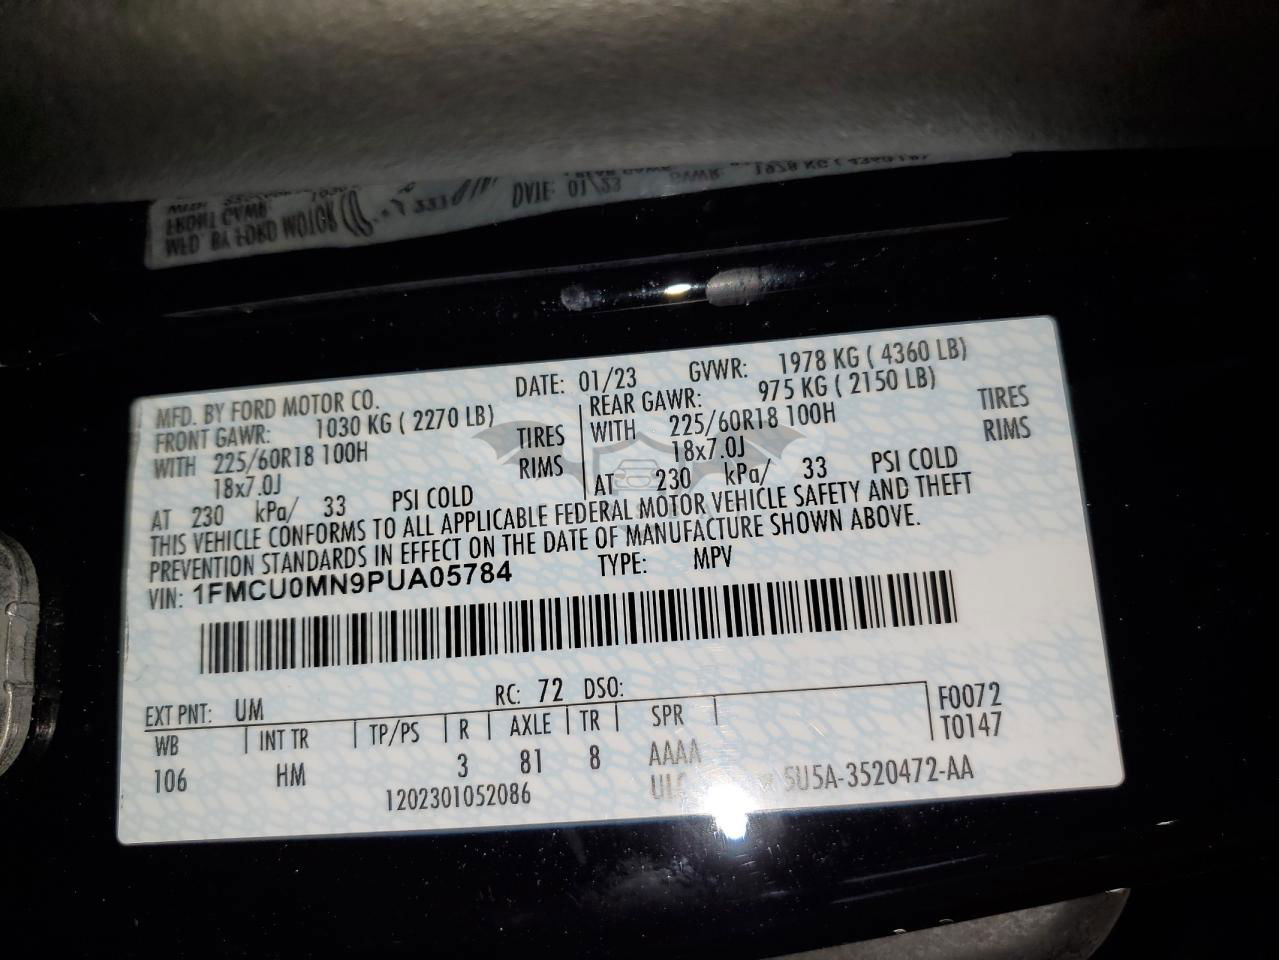 DATE: 01/23
MFD. BY FORD MOTOR CO. DATE: 01/23 GVWR: 1978 KG ( 4360 LB)
FRONT GAWR: 1030 KG ( 2270 LB) REAR GAWR: 975 KG ( 2150 LB)
WITH 225/60R18 100H TIRES WITH 225/60R18 100H TIRES
18x7.0J RIMS 18x7.0J RIMS
AT 230 kPa/ 33 PSI COLD AT 230 kPa/ 33 PSI COLD
THIS VEHICLE CONFORMS TO ALL APPLICABLE FEDERAL MOTOR VEHICLE SAFETY AND THEFT
PREVENTION STANDARDS IN EFFECT ON THE DATE OF MANUFACTURE SHOWN ABOVE.
VIN: 1FMCU0MN9PUA05784 TYPE: MPV
EXT PNT: UM RC: 72 DSO: F0072
WB INT TR TP/PS R AXLE TR SPR T0147
106 HM 3 81 8 AAAA
1202301052086 5U5A-3520472-AA